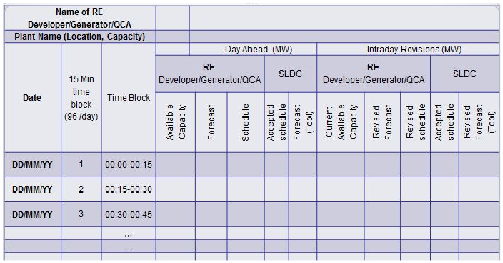 Name of RE
Developer/Generator/QCA
Plant Name (Location, Capacity)
Day Ahead (MW)
Intraday Revisions (MW)
RE
Developer/Generator/QCA
SLDC
RE
Developer/Generator/QCA
SLDC
Date
15 Min
time
block
(96 /day)
Time Block
Available
Capacity
Forecast
Schedule
Accepted
schedule
Forecast
(Tool)
Current
Available
Capacity
Revised
Forecast
Revised
schedule
Accepted
schedule
Revised
Forecast
(Tool)
DD/MM/YY 1 00:00-00:15
DD/MM/YY 2 00:15-00:30
DD/MM/YY 3 00:30-00:45
...
...